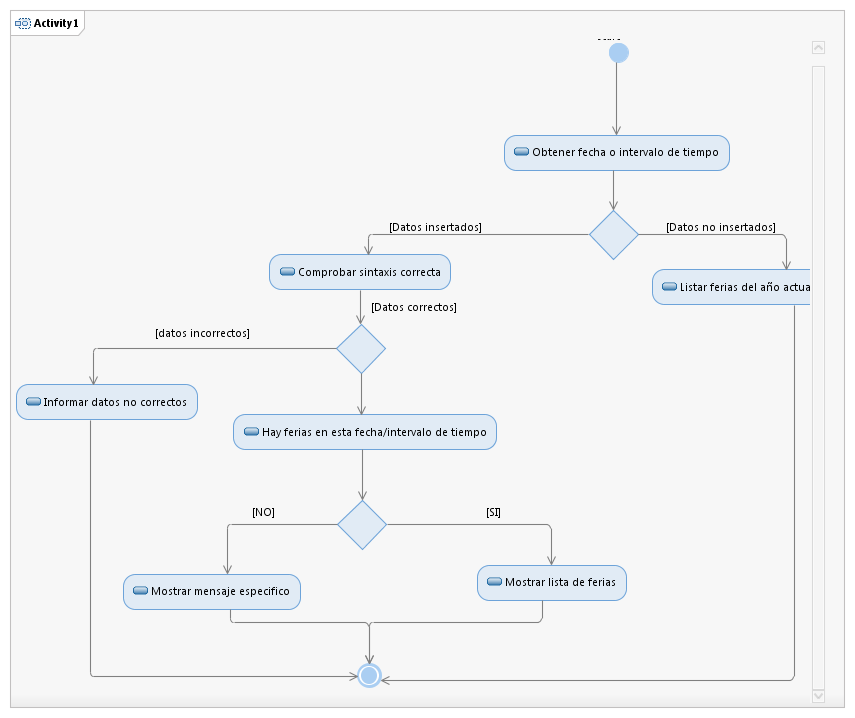 Activity1
Obtener fecha o intervalo de tiempo
[Datos insertados]
[Datos no insertados]
Comprobar sintaxis correcta
Listar ferias del año actua
[Datos correctos]
[datos incorrectos]
Informar datos no correctos
Hay ferias en esta fecha/intervalo de tiempo
[NO]
[SI]
Mostrar mensaje especifico
Mostrar lista de ferias